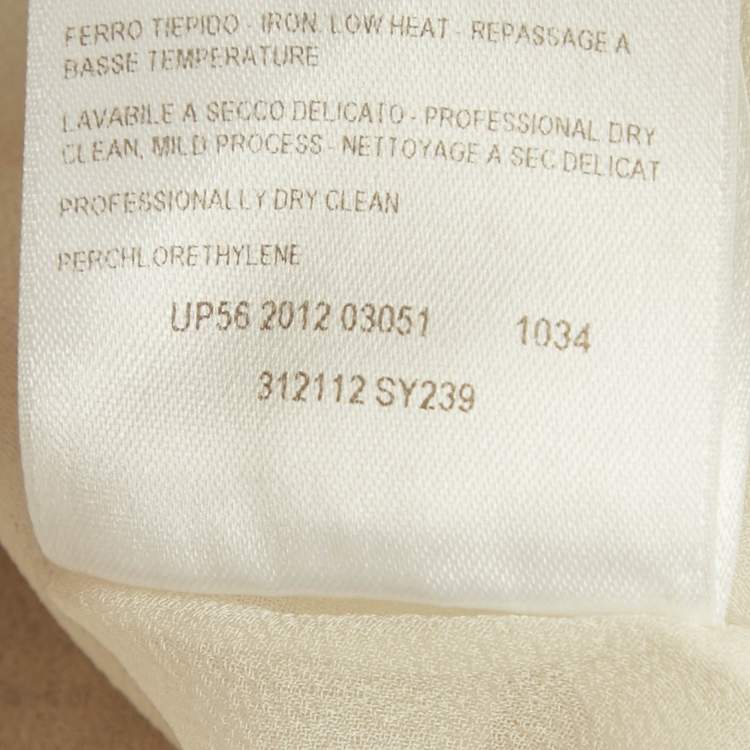 FERRO TIEPIDO - IRON, LOW HEAT - REPASSAGE A
BASSE TEMPERATURE
LAVABILE A SECCO DELICATO - PROFESSIONAL DRY
CLEAN, MILD PROCESS - NETTOYAGE A SEC DELICAT
PROFESSIONALLY DRY CLEAN
PERCHLORETHYLENE
UP56 2012 03051 1034
312112 SY239